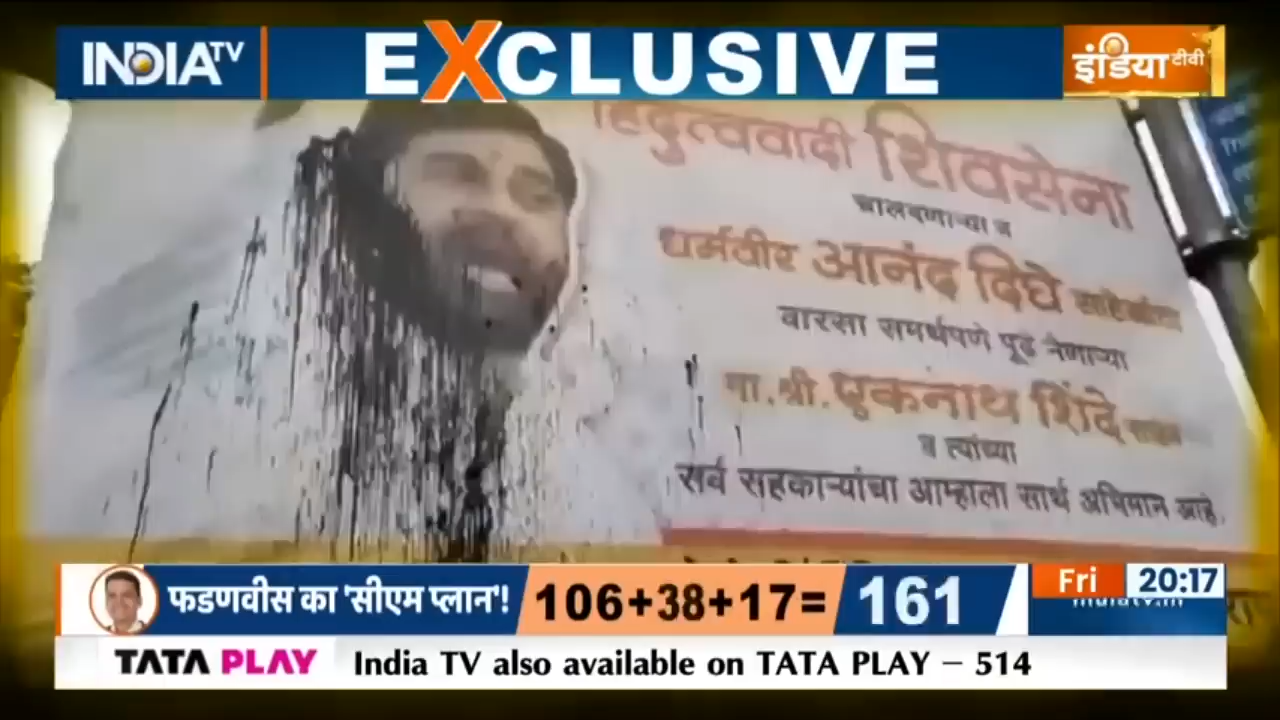 INDIA TV
EXCLUSIVE
इंडिया टीवी
हिंदुत्ववादी शिवसेना
चालवणाऱ्या व
धर्मवीर आनंद दिघे
वारसा समर्थपणे पूढे नेणाऱ्या
मा.श्री. एकनाथ शिंदे
व त्यांच्या
सर्व सहकाऱ्यांचा आम्हाला सार्थ अभिमान आहे.
फडणवीस का 'सीएम प्लान'!
106+38+17=
161
Fri
20:17
TATA PLAY
India TV also available on TATA PLAY – 514